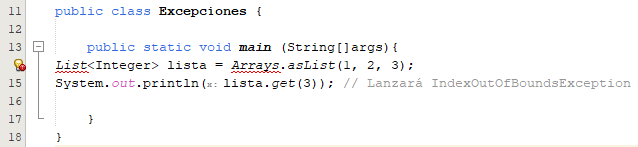 11 public class Excepciones {
12
13 public static void main (String[]args){
List<Integer> lista = Arrays.asList(1, 2, 3);
15 System.out.println(x: lista.get(3)); // Lanzará IndexOutOfBoundsException
16
17 }
18 }